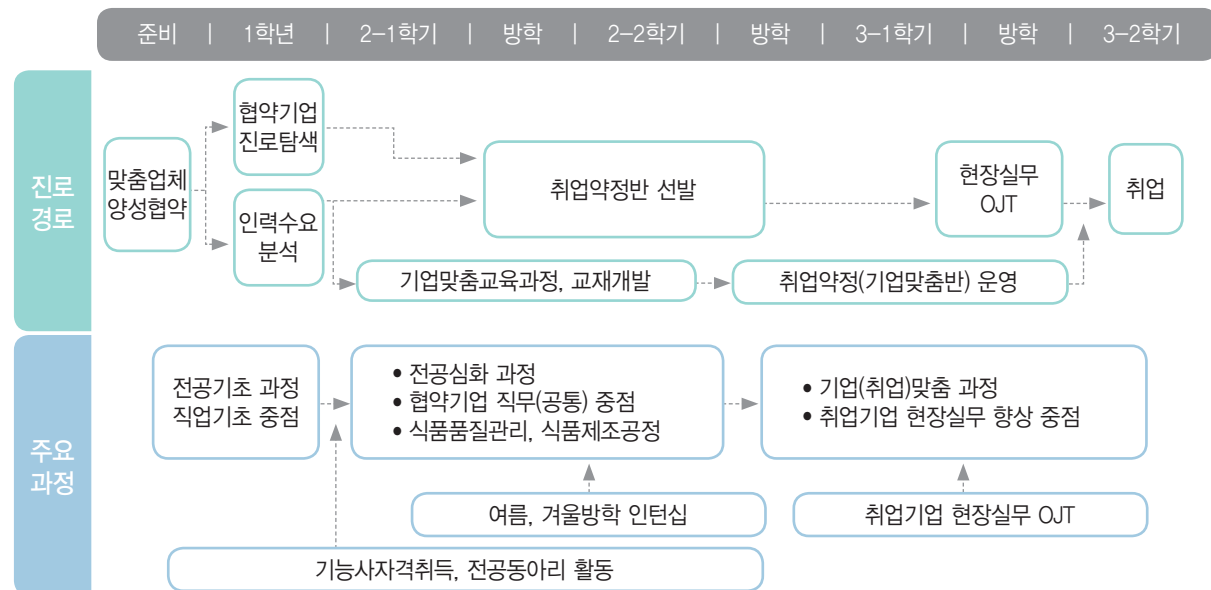 준비 | 1학년 | 2-1학기 | 방학 | 2-2학기 | 방학 | 3-1학기 | 방학 | 3-2학기
진로
경로
맞춤업체
양성협약
협약기업
진로탐색
인력수요
분석
취업약정반 선발
현장실무
OJT
취업
기업맞춤교육과정, 교재개발
취업약정(기업맞춤반) 운영
주요
과정
전공기초 과정
직업기초 중점
• 전공심화 과정
• 협약기업 직무(공통) 중점
• 식품품질관리, 식품제조공정
• 기업(취업)맞춤 과정
• 취업기업 현장실무 향상 중점
여름, 겨울방학 인턴십
취업기업 현장실무 OJT
기능사자격취득, 전공동아리 활동